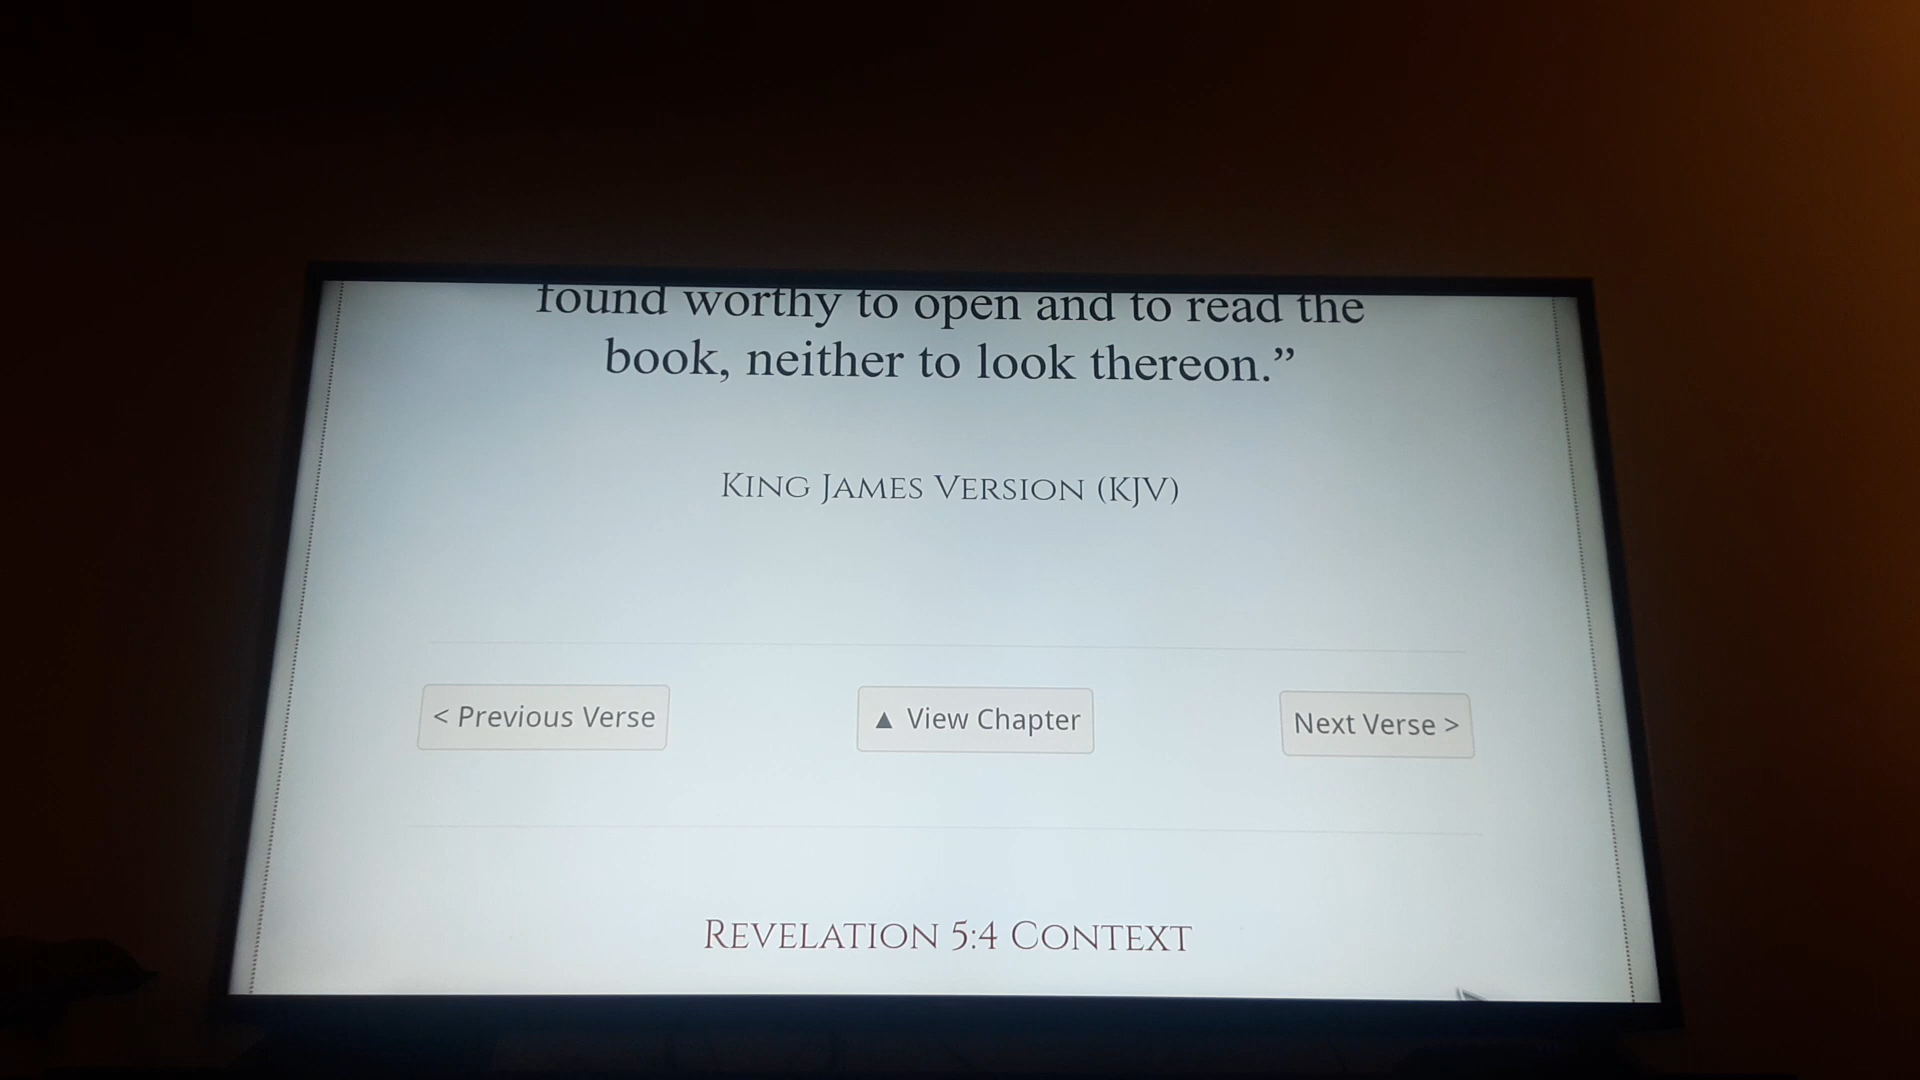 found worthy to open and to read the
book, neither to look thereon.”
King James Version (KJV)
< Previous Verse
▲ View Chapter
Next Verse >
Revelation 5:4 Context